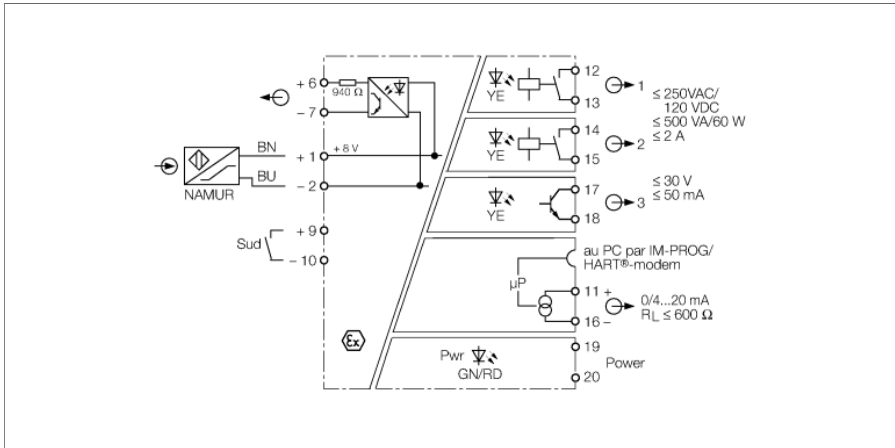 + 6
940 Ω
- 7
BN
+ 1
+ 8 V
BU
- 2
NAMUR
+ 9
Sud
- 10
Ex
YE
12
13
1
≤ 250VAC/
120 VDC
≤ 500 VA/60 W
≤ 2 A
YE
14
15
2
YE
17
18
3
≤ 30 V
≤ 50 mA
au PC par IM-PROG/
HART®-modem
µP
11 +
16 –
0/4...20 mA
RL ≤ 600 Ω
Pwr
GN/RD
19
20
Power